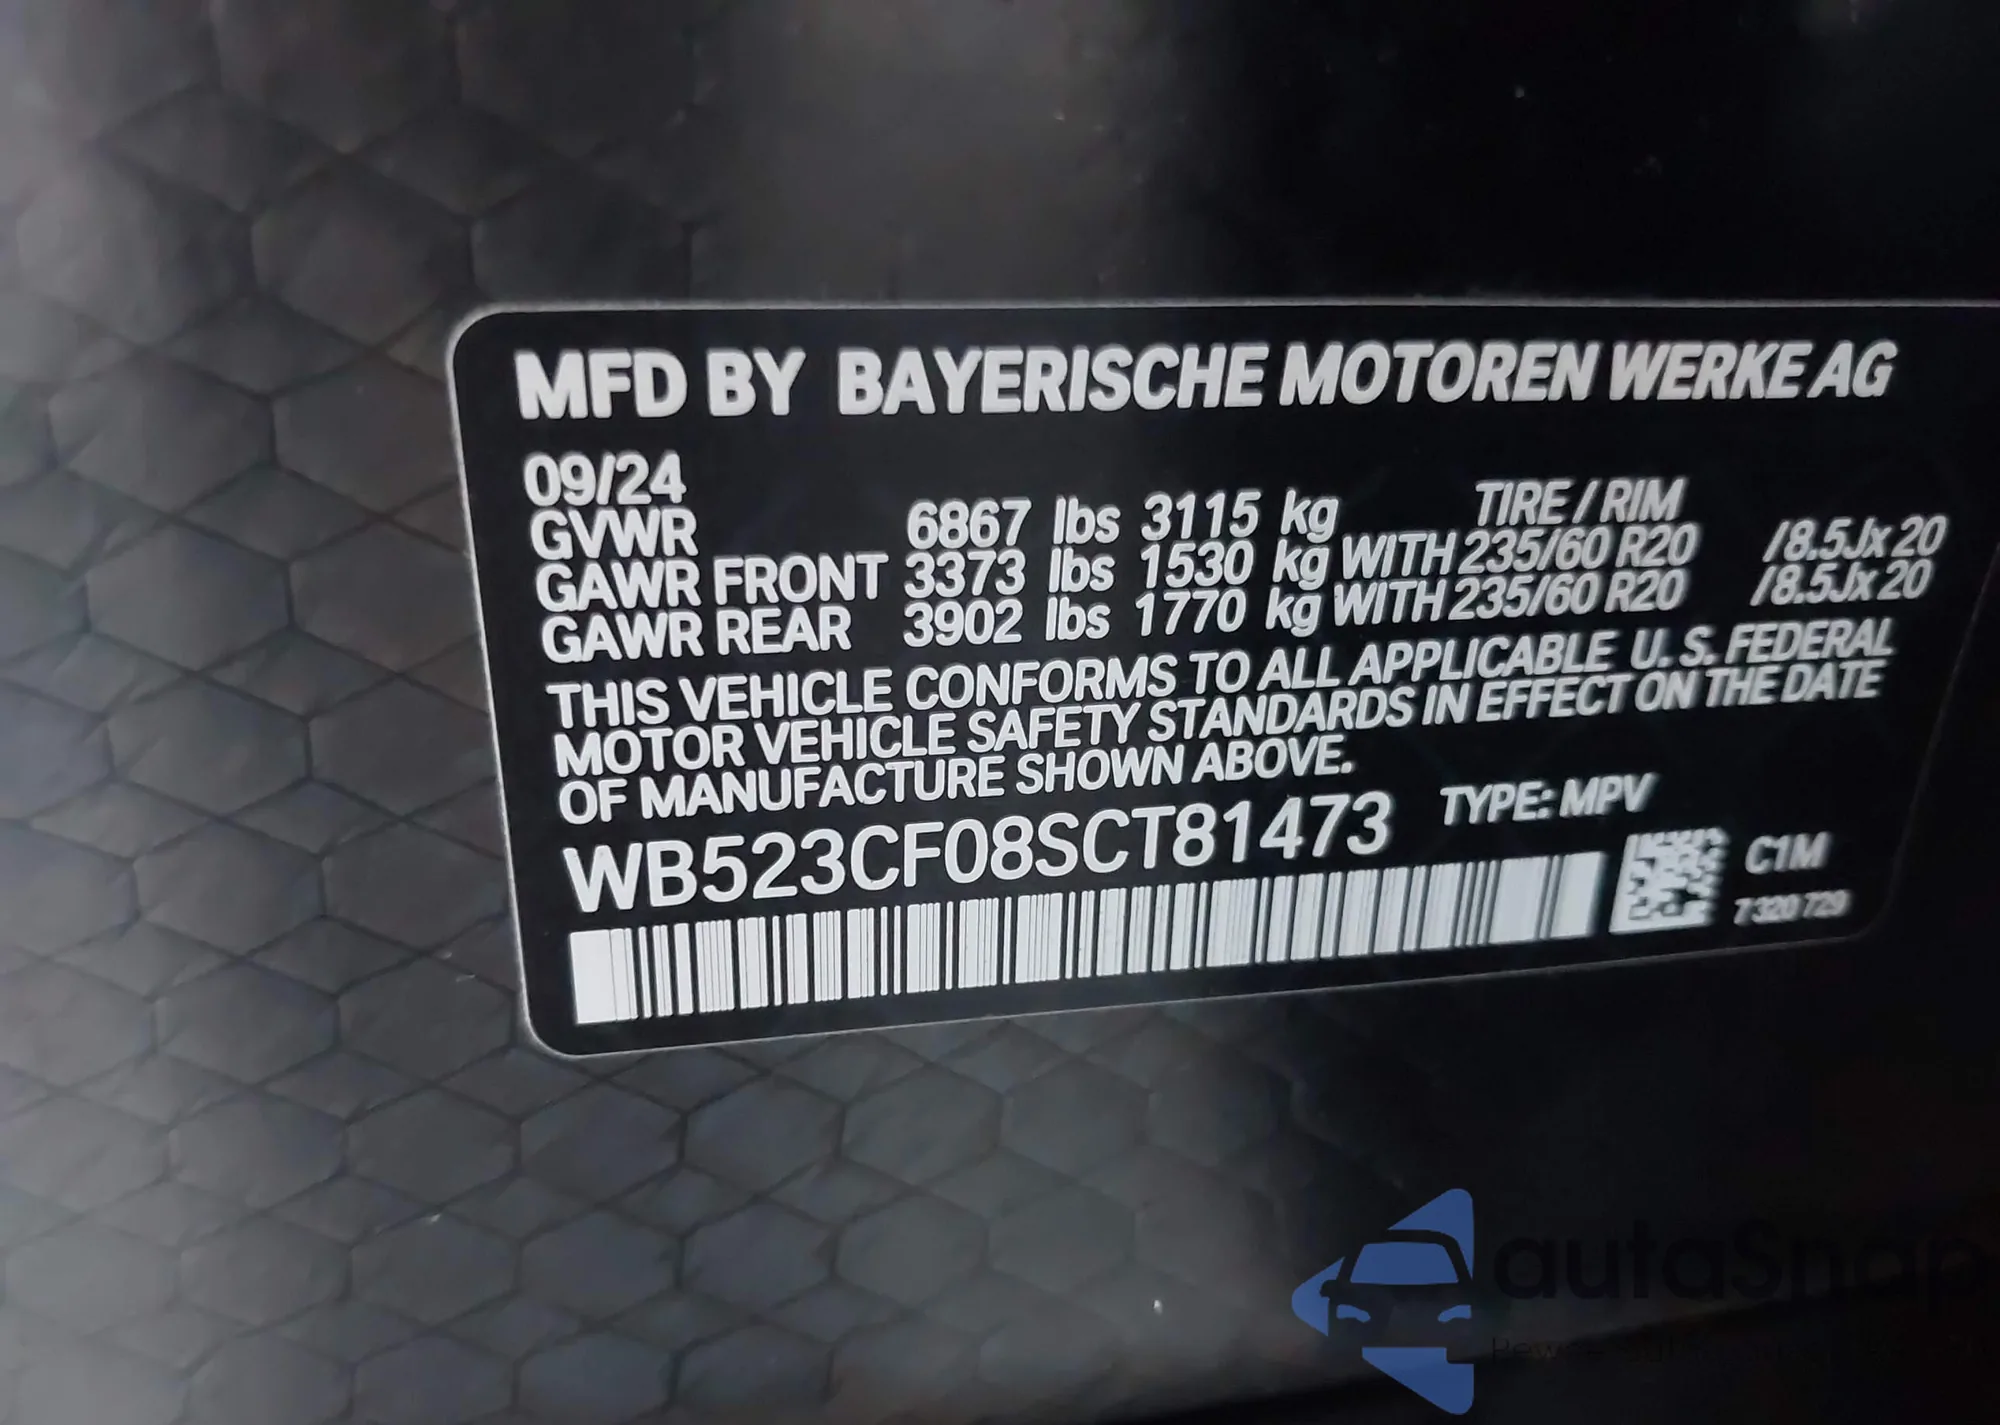 MFD BY BAYERISCHE MOTOREN WERKE AG
09/24
GVWR 6867 lbs 3115 kg TIRE / RIM
GAWR FRONT 3373 lbs 1530 kg WITH 235/60 R20 /8.5Jx20
GAWR REAR 3902 lbs 1770 kg WITH 235/60 R20 /8.5Jx20
THIS VEHICLE CONFORMS TO ALL APPLICABLE U. S. FEDERAL
MOTOR VEHICLE SAFETY STANDARDS IN EFFECT ON THE DATE
OF MANUFACTURE SHOWN ABOVE.
WB523CF08SCT81473 TYPE: MPV
C1M
7 320 729
autaSnap